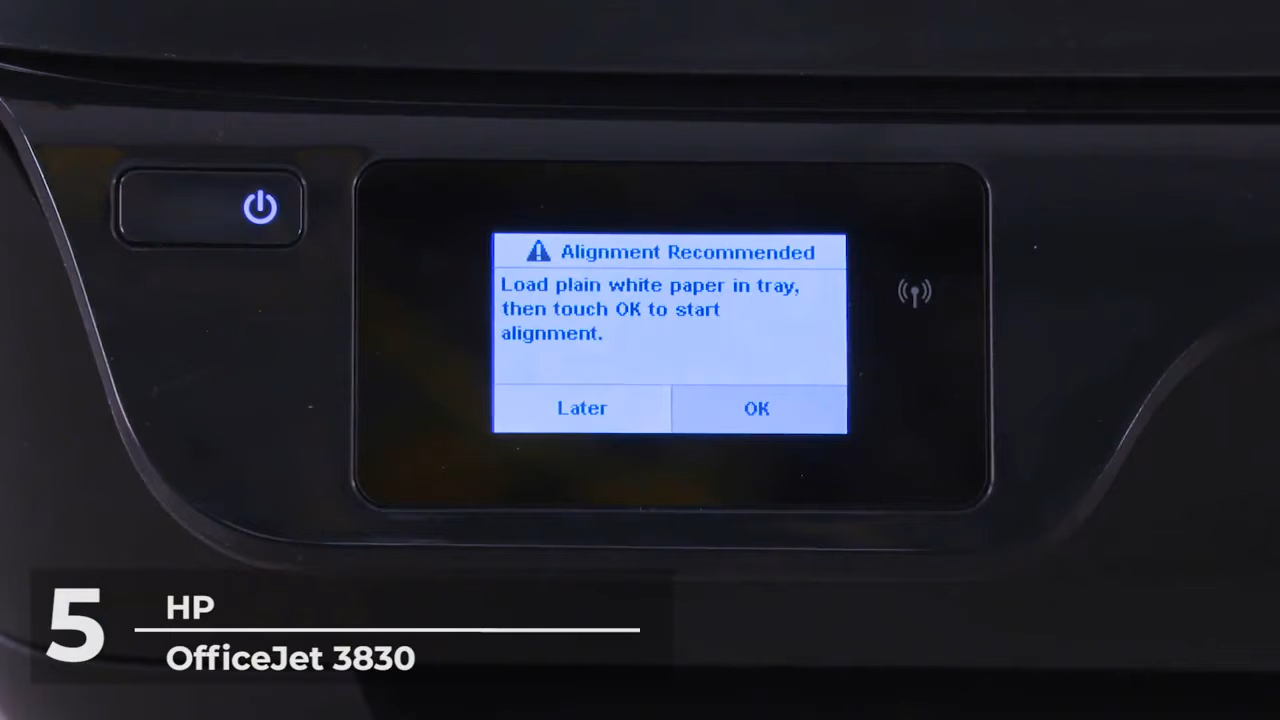 Alignment Recommended
Load plain white paper in tray,
then touch OK to start
alignment.
Later OK
5
HP
OfficeJet 3830